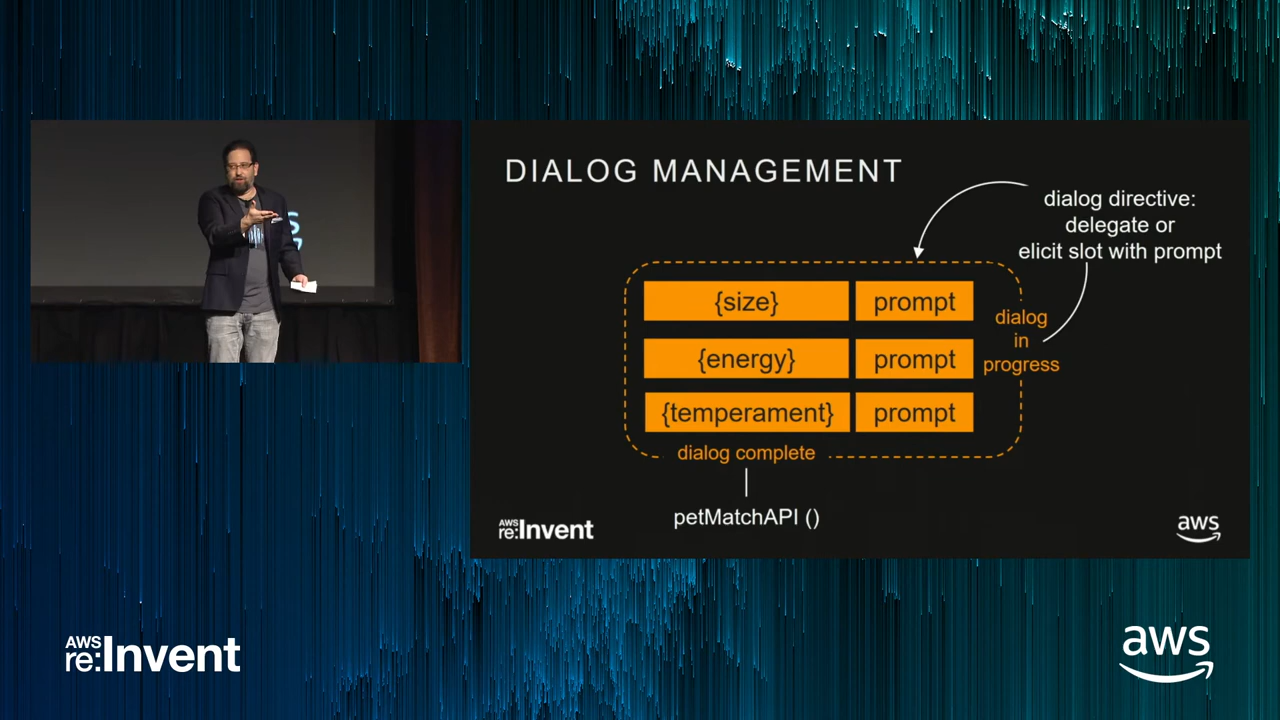 DIALOG MANAGEMENT
dialog directive:
delegate or
elicit slot with prompt
{size}
prompt
{energy}
prompt
{temperament}
prompt
dialog
in
progress
dialog complete
petMatchAPI ()
AWS
re:Invent
aws
AWS
re:Invent
aws